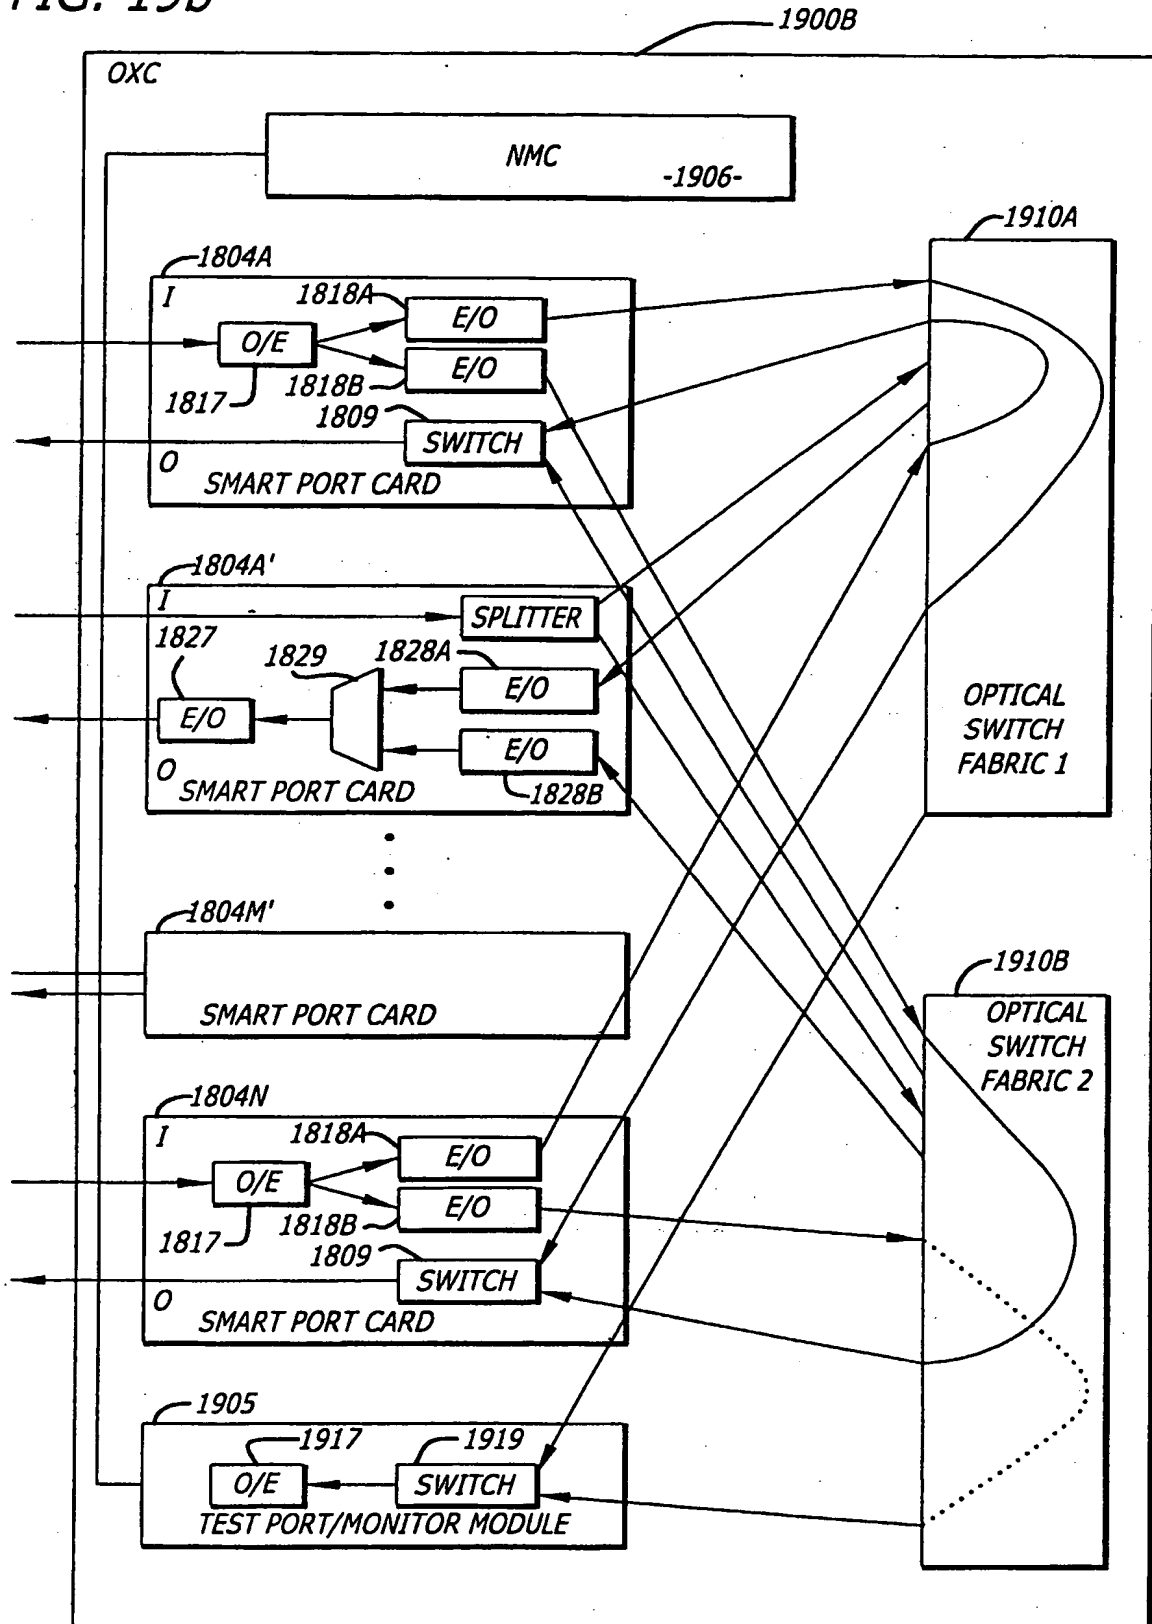 FIG. 19b
1900B
OXC
NMC
-1906-
1910A
1804A
I
1818A
E/O
O/E
E/O
1818B
1817
1809
SWITCH
O
SMART PORT CARD
1804A'
I
SPLITTER
1827
1829
1828A
E/O
E/O
E/O
O
SMART PORT CARD
1828B
OPTICAL
SWITCH
FABRIC 1
1804M'
SMART PORT CARD
1910B
OPTICAL
SWITCH
FABRIC 2
1804N
I
1818A
E/O
O/E
E/O
1818B
1817
1809
SWITCH
O
SMART PORT CARD
1905
1917
1919
O/E
SWITCH
TEST PORT/MONITOR MODULE